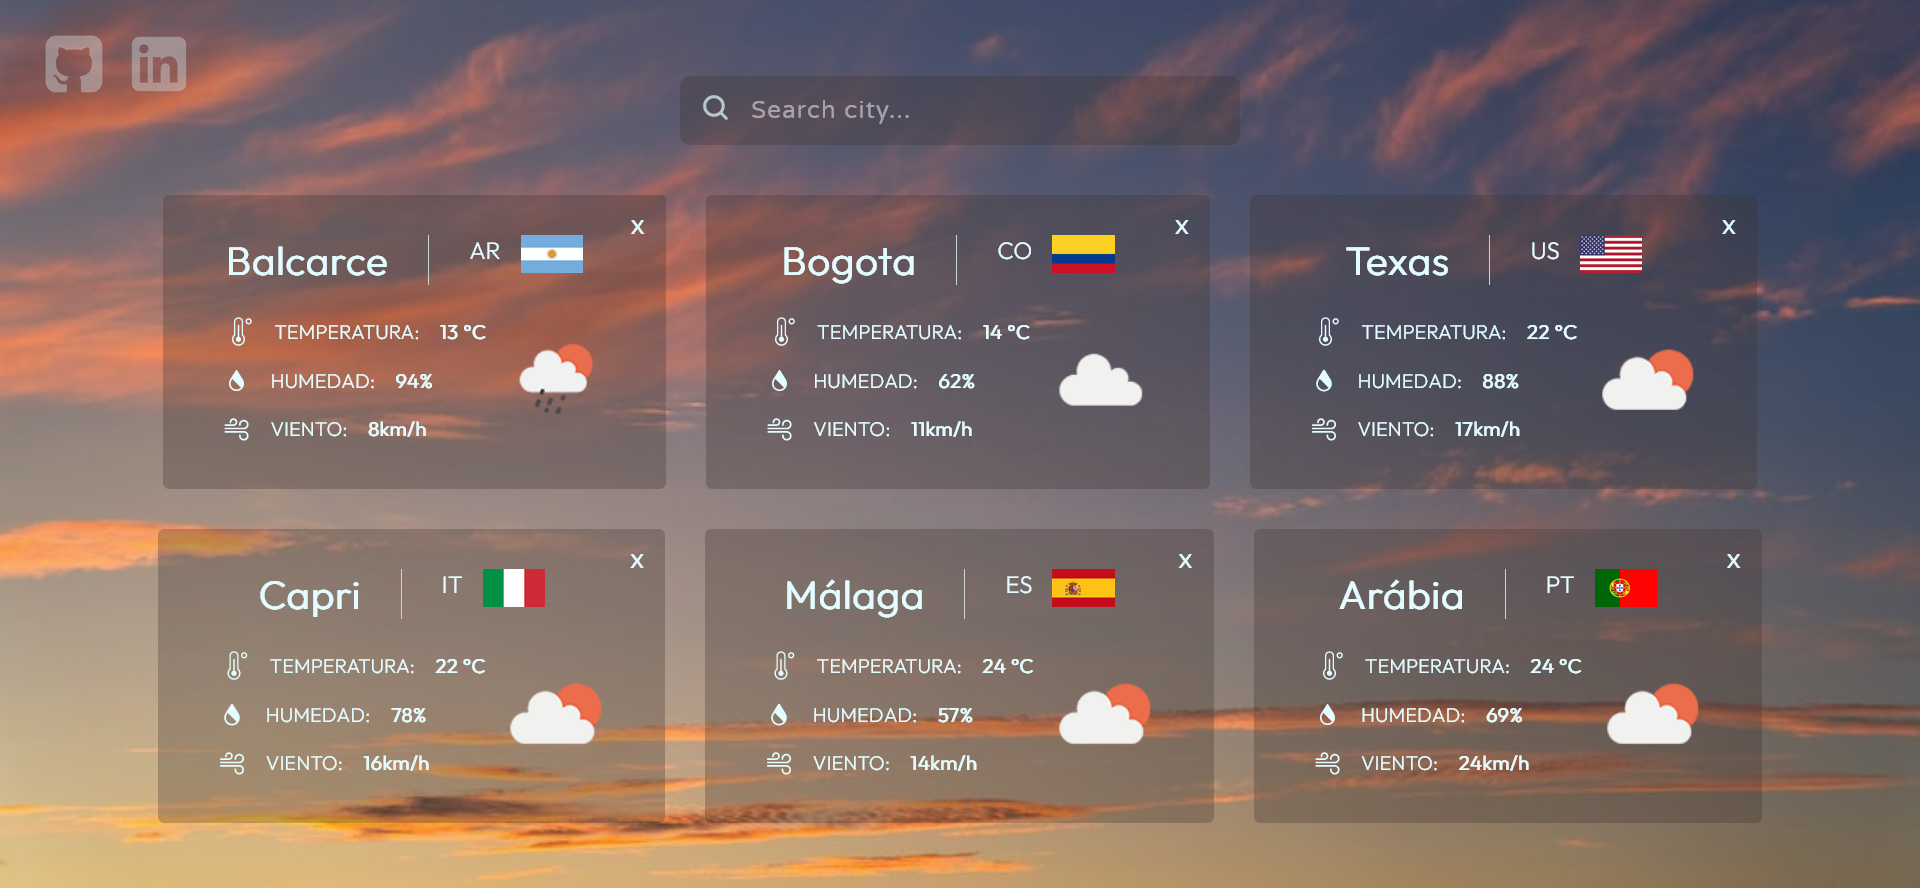 in
Search city...
x
Balcarce
AR
TEMPERATURA: 13 °C
HUMEDAD: 94%
VIENTO: 8km/h
x
Bogota
CO
TEMPERATURA: 14 °C
HUMEDAD: 62%
VIENTO: 11km/h
x
Texas
US
TEMPERATURA: 22 °C
HUMEDAD: 88%
VIENTO: 17km/h
x
Capri
IT
TEMPERATURA: 22 °C
HUMEDAD: 78%
VIENTO: 16km/h
x
Málaga
ES
TEMPERATURA: 24 °C
HUMEDAD: 57%
VIENTO: 14km/h
x
Arábia
PT
TEMPERATURA: 24 °C
HUMEDAD: 69%
VIENTO: 24km/h